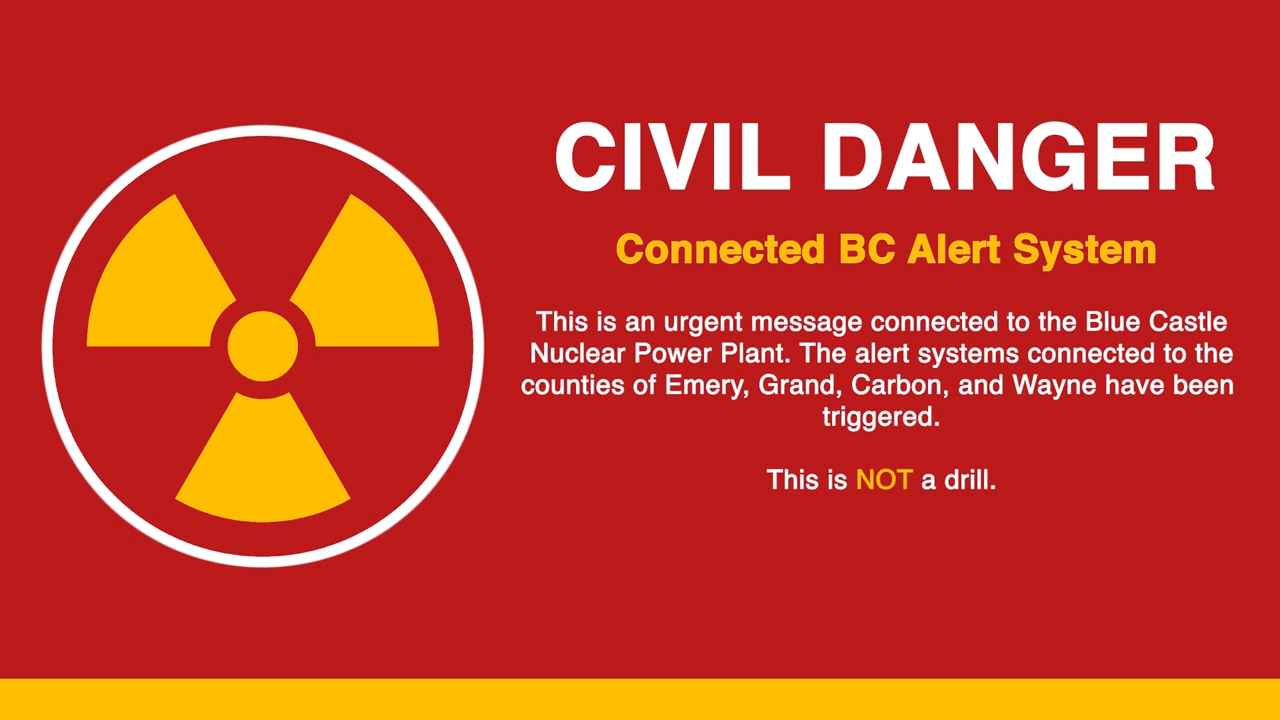 CIVIL DANGER
Connected BC Alert System
This is an urgent message connected to the Blue Castle
Nuclear Power Plant. The alert systems connected to the
counties of Emery, Grand, Carbon, and Wayne have been
triggered.
This is NOT a drill.